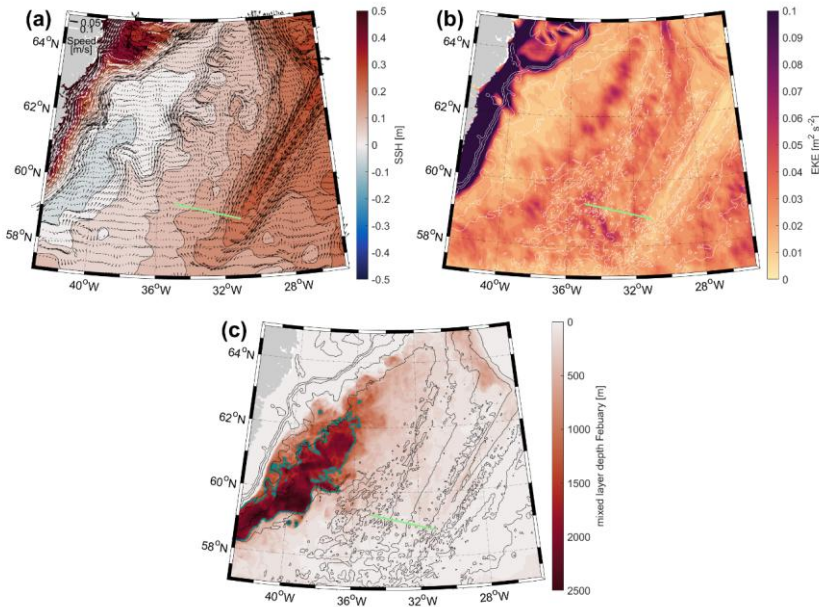 (a)
0.05
0.1
Speed
[m/s]
64°N
62°N
60°N
58°N
40°W
36°W
32°W
28°W
0.5
0.4
0.3
0.2
0.1
0
-0.1
-0.2
-0.3
-0.4
-0.5
SSH [m]
(b)
64°N
62°N
60°N
58°N
40°W
36°W
32°W
28°W
0.1
0.09
0.08
0.07
0.06
0.05
0.04
0.03
0.02
0.01
0
EKE [m² s⁻²]
(c)
64°N
62°N
60°N
58°N
40°W
36°W
32°W
28°W
0
500
1000
1500
2000
2500
mixed layer depth Febuary [m]